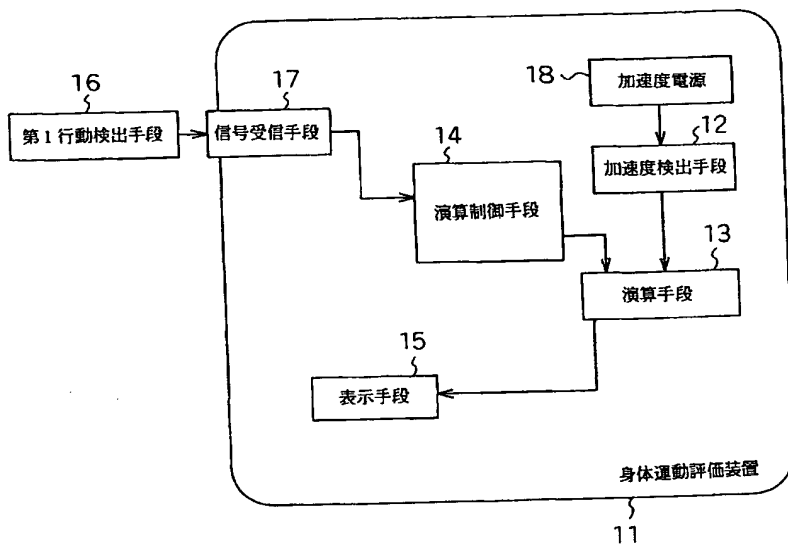 16
第1行動検出手段
17
信号受信手段
18
加速度電源
12
加速度検出手段
14
演算制御手段
13
演算手段
15
表示手段
身体運動評価装置
11